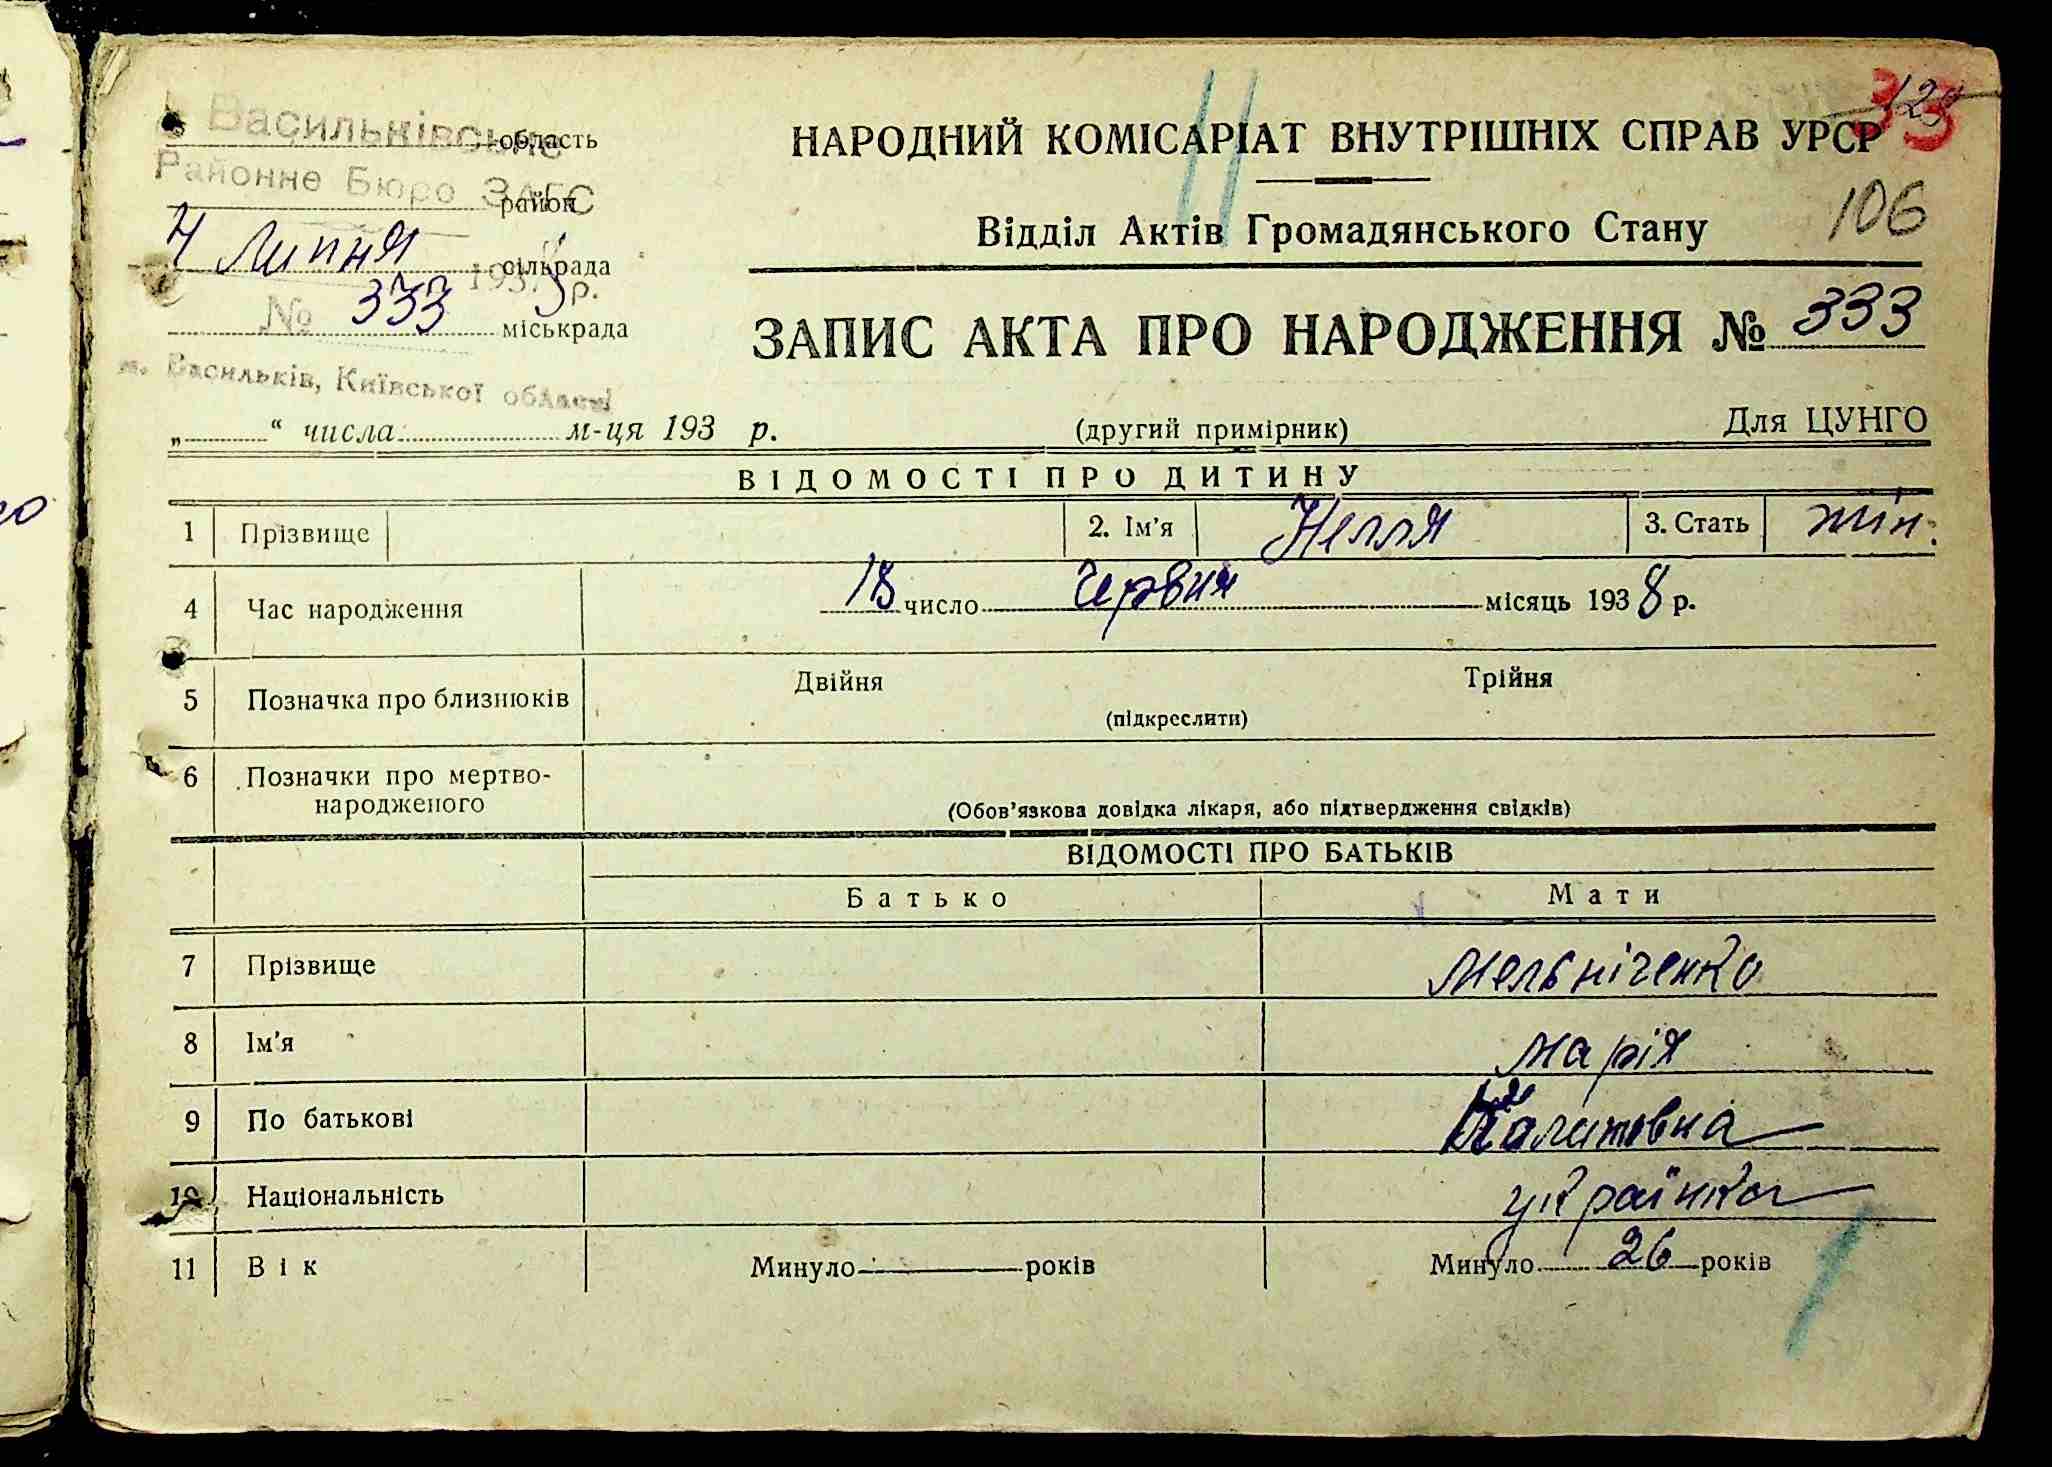 Васильківське область
Районне Бюро ЗАГС район
4 Липня 1938 р. сільрада
№ 333 міськрада
м. Васильків, Київської області
„ “ числа м-ця 193 р.
НАРОДНИЙ КОМІСАРІАТ ВНУТРІШНІХ СПРАВ УРСР
33
106
Відділ Актів Громадянського Стану
ЗАПИС АКТА ПРО НАРОДЖЕННЯ № 333
(другий примірник) Для ЦУНГО
ВІДОМОСТІ ПРО ДИТИНУ
1 Прізвище 2. Ім'я Нелля 3. Стать жін.
4 Час народження 18 число Червня місяць 1938 р.
5 Позначка про близнюків Двійня Трійня
(підкреслити)
6 Позначки про мертво-
народженого
(Обов'язкова довідка лікаря, або підтвердження свідків)
ВІДОМОСТІ ПРО БАТЬКІВ
Батько Мати
7 Прізвище Мельніченко
8 Ім'я Марія
9 По батькові
10 Національність українка
11 Вік Минуло років Минуло 26 років